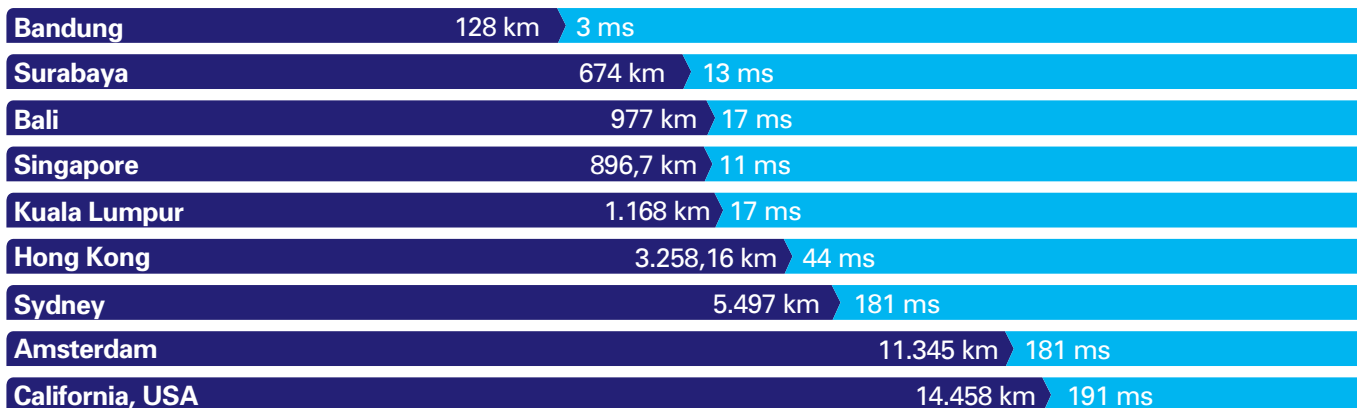 Bandung 128 km 3 ms
Surabaya 674 km 13 ms
Bali 977 km 17 ms
Singapore 896,7 km 11 ms
Kuala Lumpur 1.168 km 17 ms
Hong Kong 3.258,16 km 44 ms
Sydney 5.497 km 181 ms
Amsterdam 11.345 km 181 ms
California, USA 14.458 km 191 ms